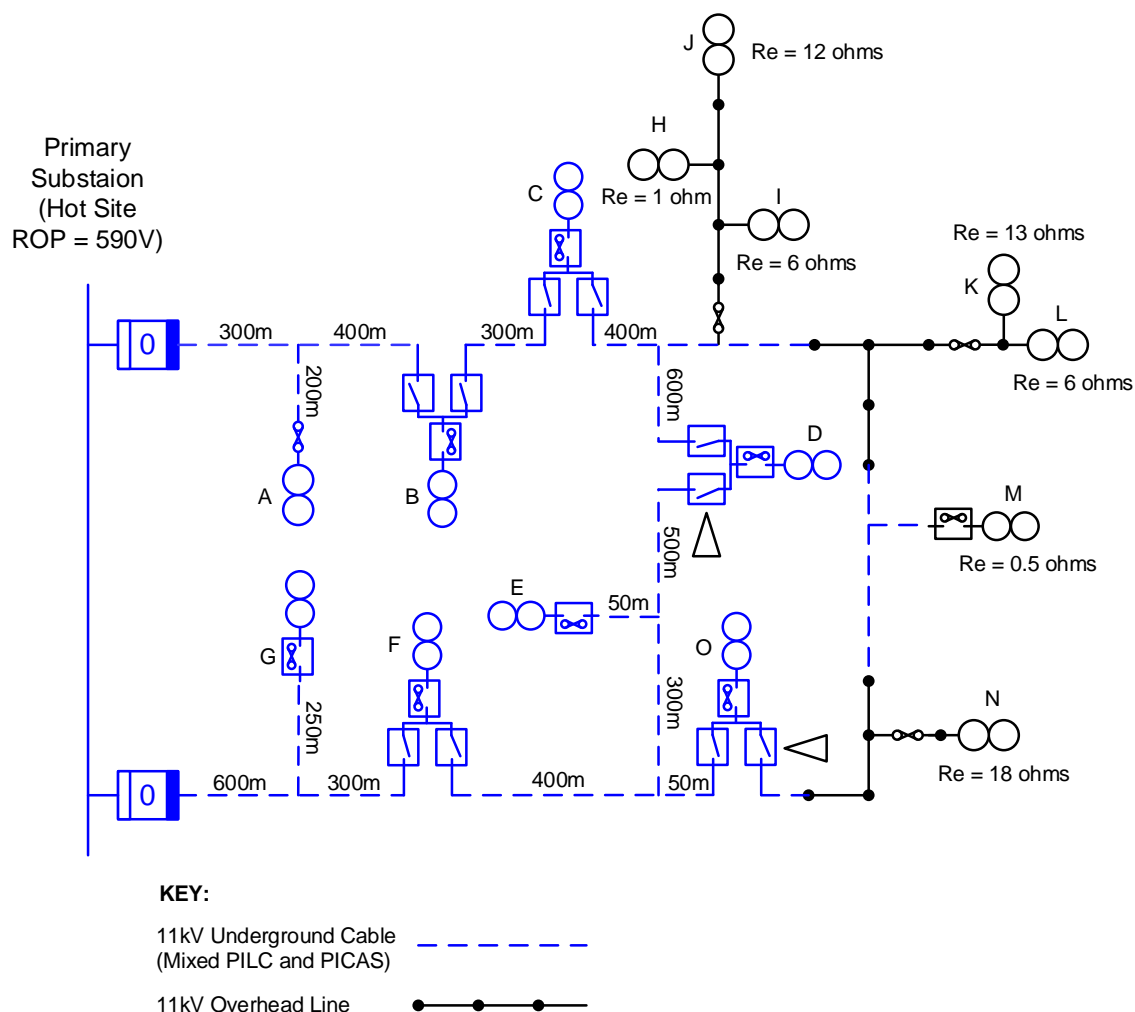 J
Re = 12 ohms
H
Re = 1 ohm
I
Re = 6 ohms
Primary
Substaion
(Hot Site
ROP = 590V)
C
Re = 13 ohms
K
L
Re = 6 ohms
0
300m
400m
300m
400m
200m
600m
A
B
D
M
Re = 0.5 ohms
500m
E
50m
G
F
O
250m
300m
N
Re = 18 ohms
0
600m
300m
400m
50m
KEY:
11kV Underground Cable
(Mixed PILC and PICAS)
11kV Overhead Line